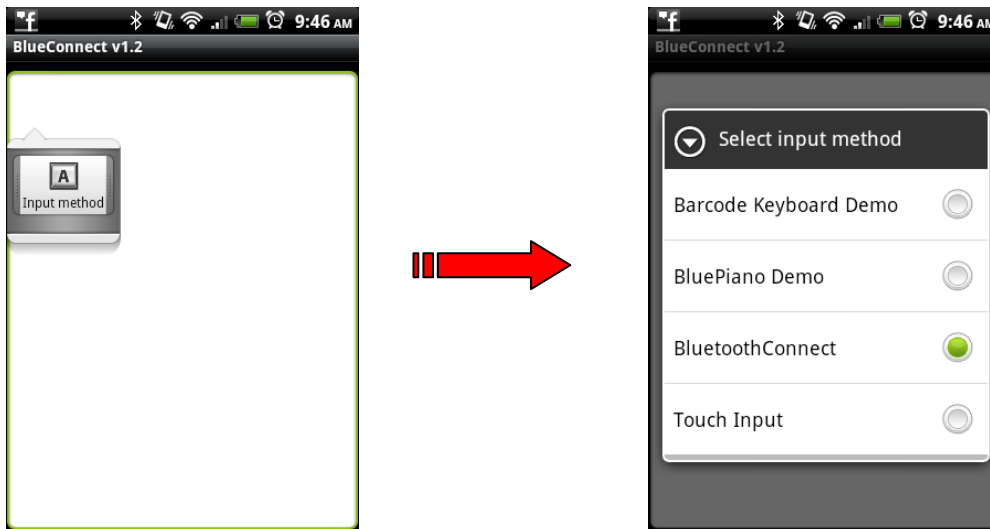 9:46 AM
BlueConnect v1.2
A
Input method
9:46 AM
BlueConnect v1.2
Select input method
Barcode Keyboard Demo
BluePiano Demo
BluetoothConnect
Touch Input